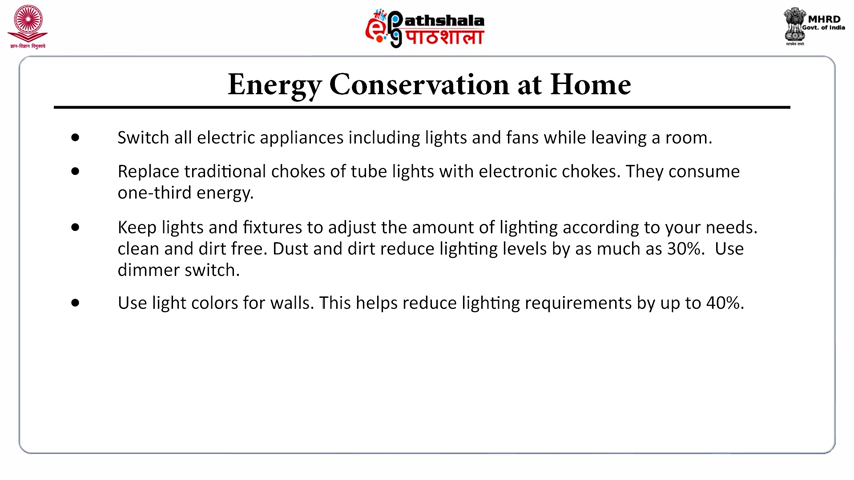 ज्ञान-विज्ञान विमुक्तये
ePathshala
पाठशाला
MHRD
Govt. of India
Energy Conservation at Home
● Switch all electric appliances including lights and fans while leaving a room.
● Replace traditional chokes of tube lights with electronic chokes. They consume
one-third energy.
● Keep lights and fixtures to adjust the amount of lighting according to your needs.
clean and dirt free. Dust and dirt reduce lighting levels by as much as 30%.  Use
dimmer switch.
● Use light colors for walls. This helps reduce lighting requirements by up to 40%.